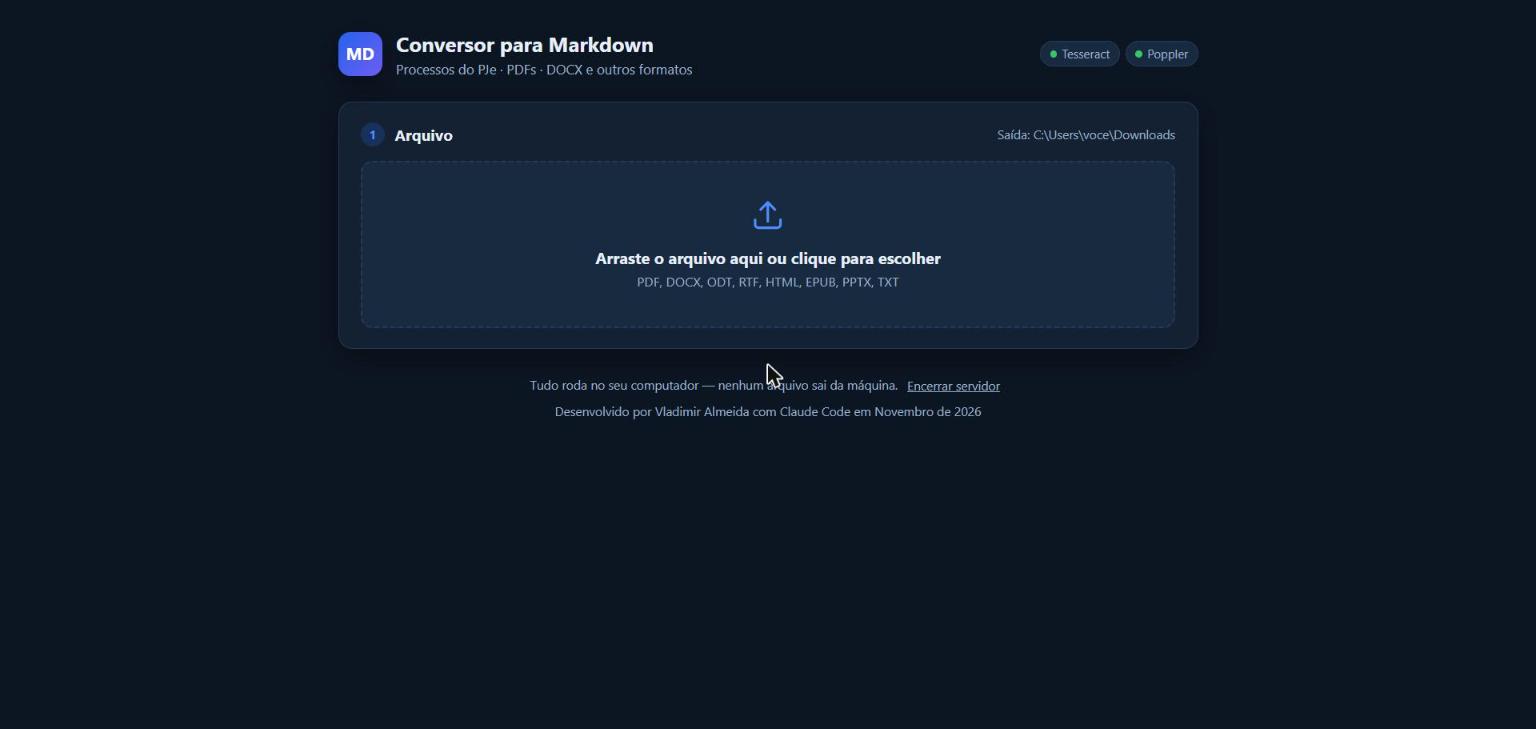 MD
Conversor para Markdown
Processos do PJe · PDFs · DOCX e outros formatos
Tesseract
Poppler
1
Arquivo
Saída: C:\Users\voce\Downloads
Arraste o arquivo aqui ou clique para escolher
PDF, DOCX, ODT, RTF, HTML, EPUB, PPTX, TXT
Tudo roda no seu computador — nenhum arquivo sai da máquina. Encerrar servidor
Desenvolvido por Vladimir Almeida com Claude Code em Novembro de 2026